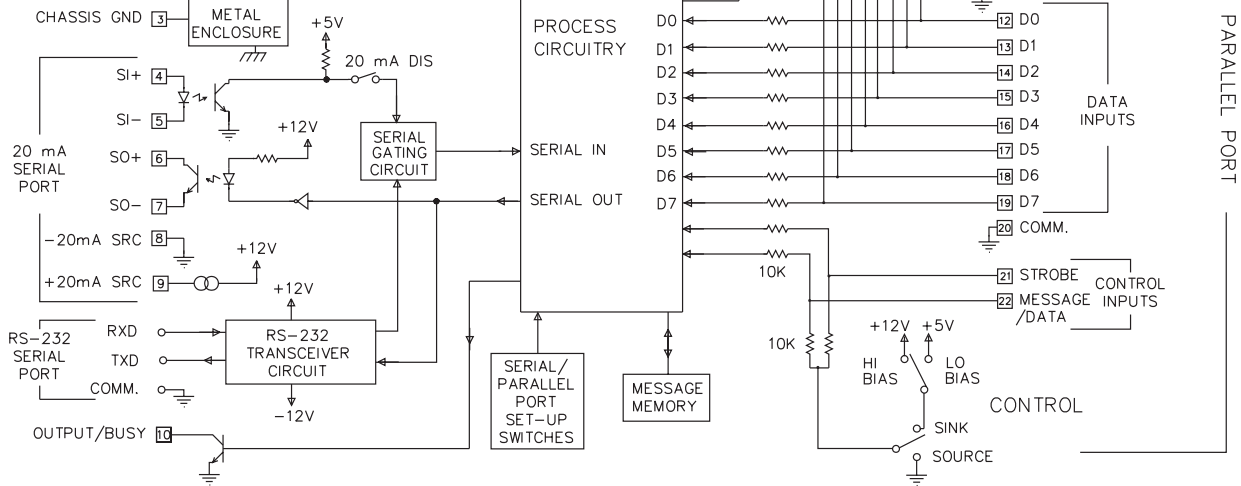 CHASSIS GND 3
METAL
ENCLOSURE
+5V
20 mA DIS
SI+ 4
SI- 5
+12V
SERIAL
GATING
CIRCUIT
20 mA
SERIAL
PORT
SO+ 6
SO- 7
-20mA SRC 8
+12V
+20mA SRC 9
+12V
RS-232
SERIAL
PORT
RXD
TXD
COMM.
RS-232
TRANSCEIVER
CIRCUIT
-12V
OUTPUT/BUSY 10
PROCESS
CIRCUITRY
SERIAL IN
SERIAL OUT
D0
D1
D2
D3
D4
D5
D6
D7
SERIAL/
PARALLEL
PORT
SET-UP
SWITCHES
MESSAGE
MEMORY
10K
10K
12 D0
13 D1
14 D2
15 D3
16 D4
17 D5
18 D6
19 D7
20 COMM.
DATA
INPUTS
21 STROBE
22 MESSAGE
/DATA
CONTROL
INPUTS
+12V +5V
HI
BIAS
LO
BIAS
SINK
SOURCE
CONTROL
PARALLEL PORT